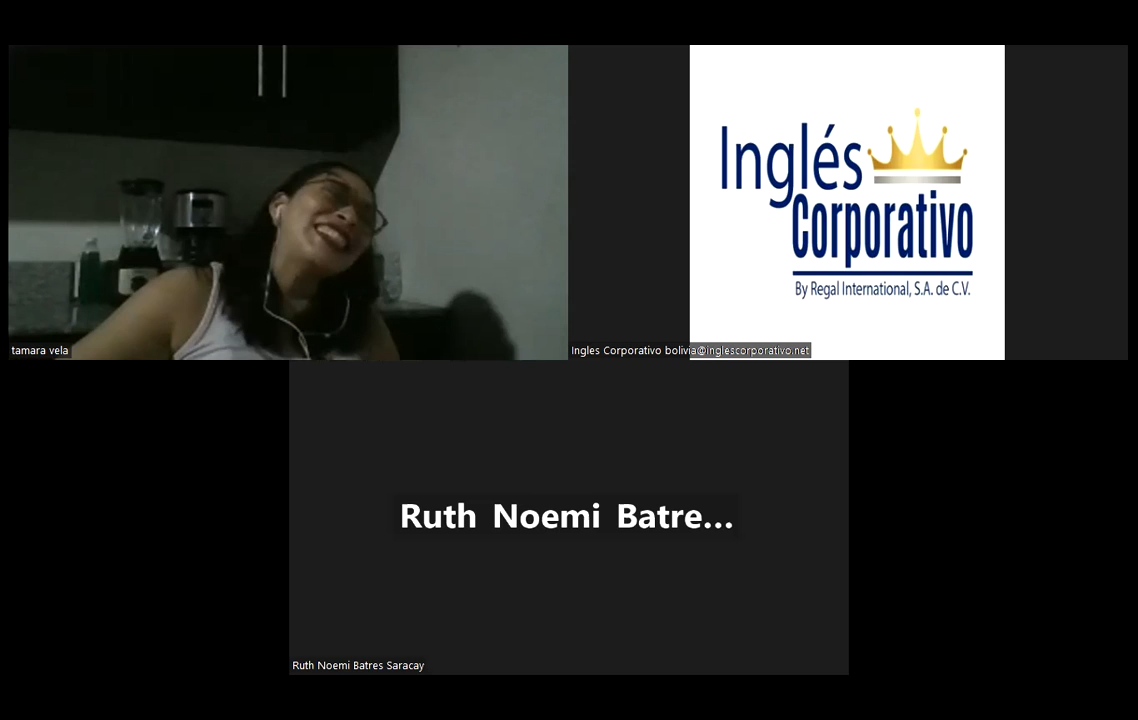 Inglés
Corporativo
By Regal International, S.A. de C.V.
tamara vela
Ingles Corporativo bolivia@inglescorporativo.net
Ruth Noemi Batre...
Ruth Noemi Batres Saracay